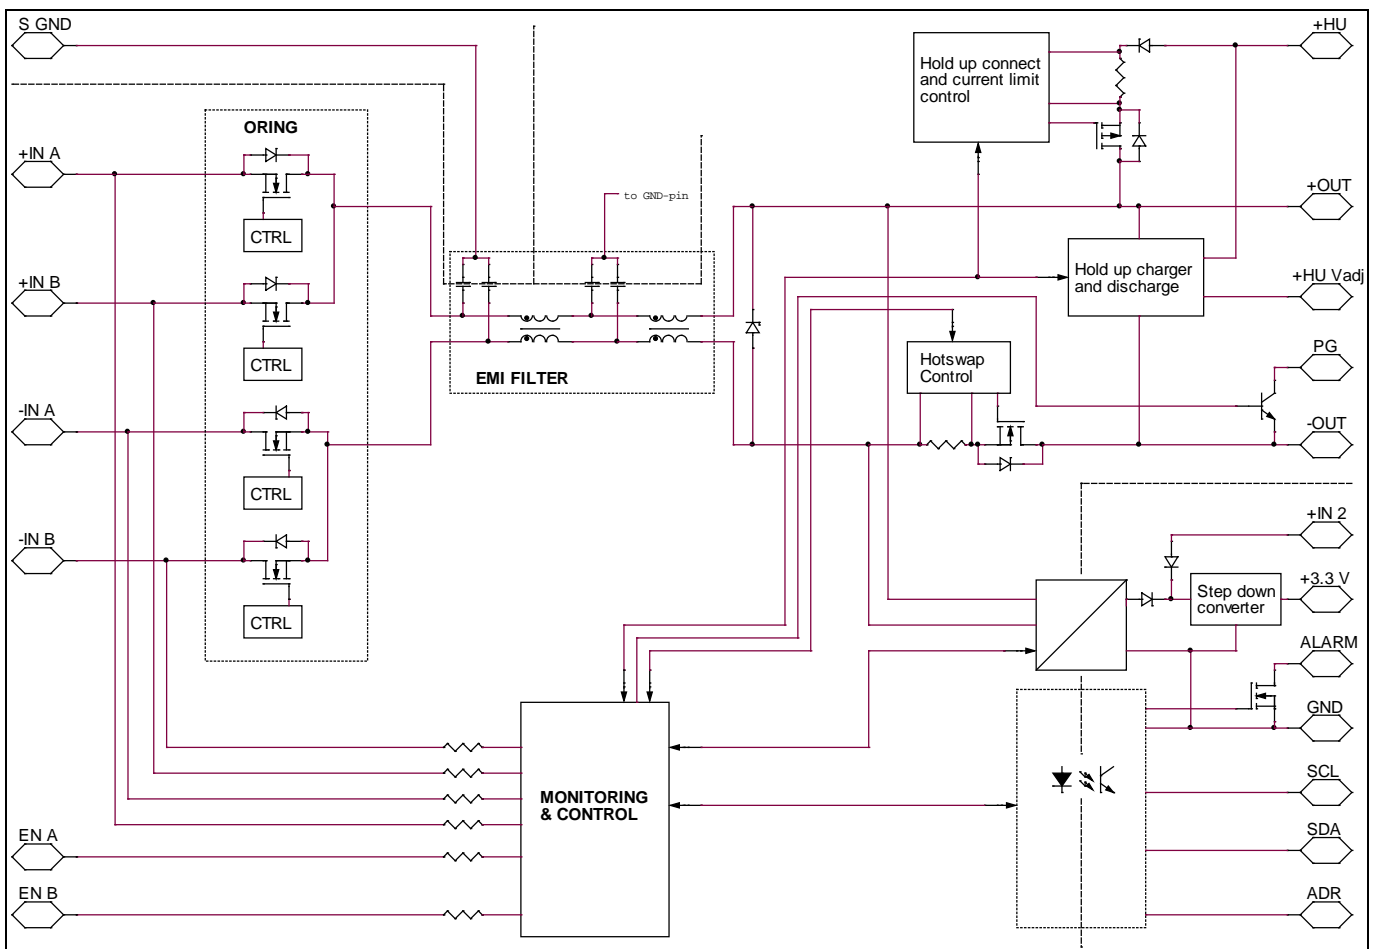 S GND
+HU
Hold up connect
and current limit
control
ORING
+IN A
+OUT
to GND-pin
CTRL
Hold up charger
and discharge
+IN B
+HU Vadj
PG
Hotswap
Control
CTRL
EMI FILTER
-IN A
-OUT
CTRL
+IN 2
-IN B
+3.3 V
Step down
converter
CTRL
ALARM
GND
SCL
MONITORING
& CONTROL
EN A
SDA
EN B
ADR